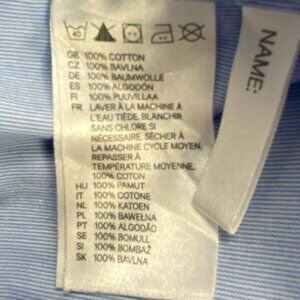 40
GB 100% COTTON
CZ 100% BAVLNA
DE 100% BAUMWOLLE
ES 100% ALGODÓN
FI 100% PUUVILLAA
FR LAVER À LA MACHINE À
L'EAU TIÈDE. BLANCHIR
SANS CHLORE SI
NÉCESSAIRE. SÉCHER À
LA MACHINE CYCLE MOYEN.
REPASSER À
TEMPÉRATURE MOYENNE.
100% COTON
HU 100% PAMUT
IT 100% COTONE
NL 100% KATOEN
PL 100% BAWEŁNA
PT 100% ALGODÃO
SE 100% BOMULL
SI 100% BOMBAŽ
SK 100% BAVLNA
NAME: